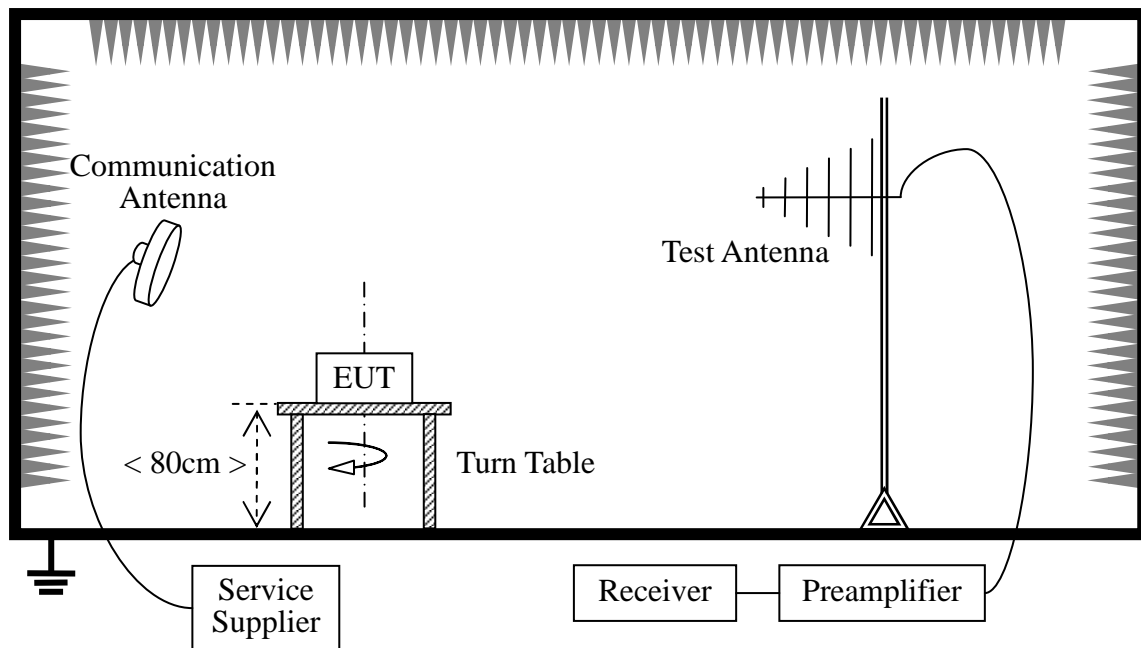 Communication
Antenna
Test Antenna
EUT
< 80cm >
Turn Table
Service
Supplier
Receiver
Preamplifier